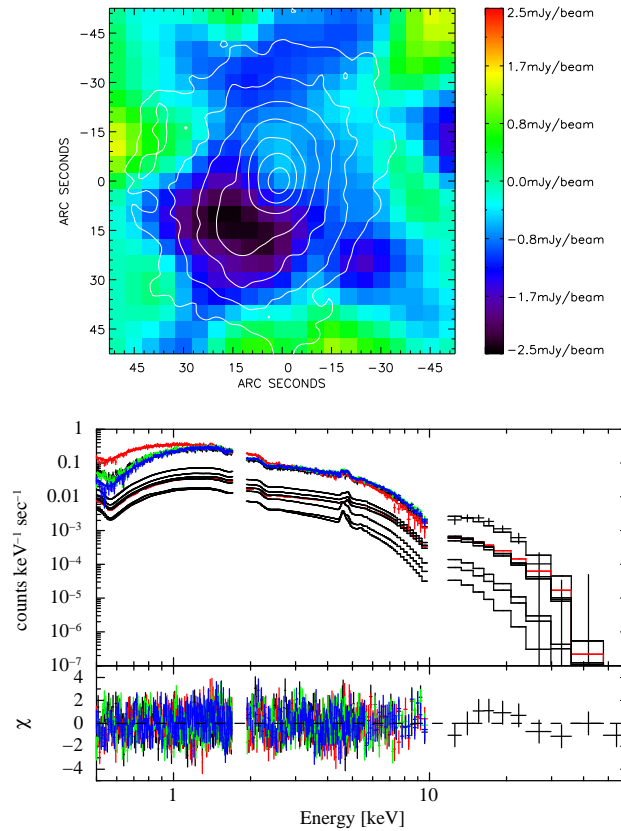 2.5mJy/beam
−45
−30
1.7mJy/beam
−15
0.8mJy/beam
ARC SECONDS
0
0.0mJy/beam
15
−0.8mJy/beam
30
−1.7mJy/beam
45
−2.5mJy/beam
45 30 15 0 −15 −30 −45
ARC SECONDS
1
0.1
0.01
10⁻³
10⁻⁴
10⁻⁵
10⁻⁶
10⁻⁷
counts keV⁻¹ sec⁻¹
4
2
0
−2
−4
χ
1 10
Energy [keV]